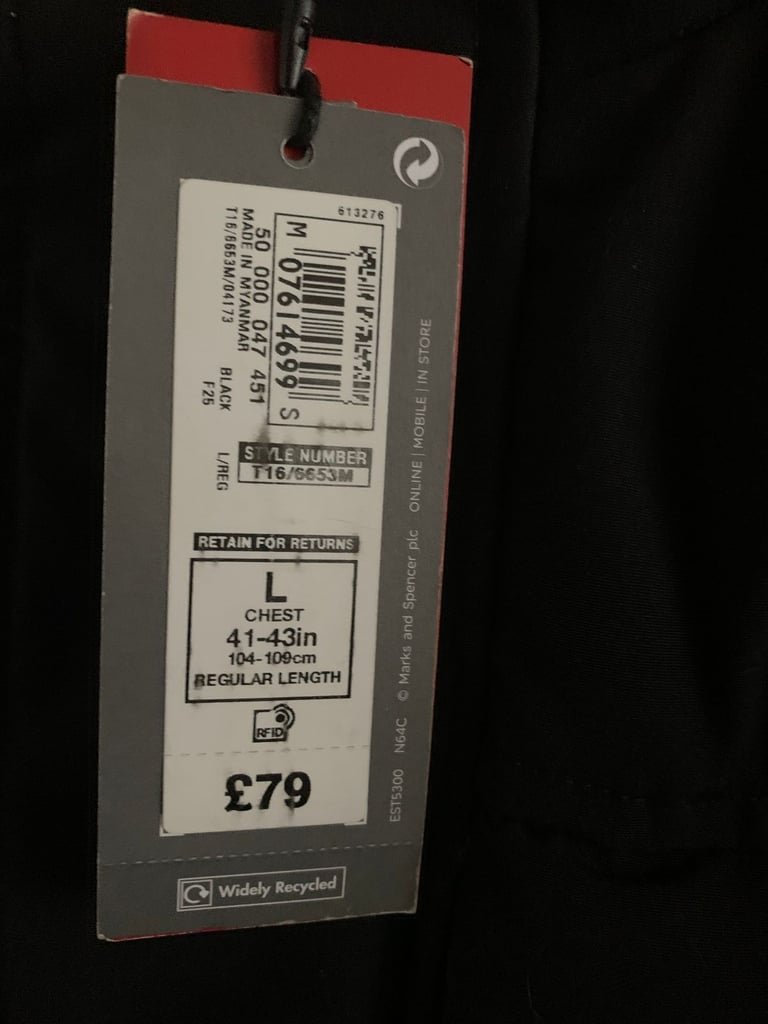 613276
M 07614699 S
50 000 047 451
MADE IN MYANMAR
T16/6653M/04173 BLACK L/REG
F25
STYLE NUMBER
T16/6653M
RETAIN FOR RETURNS
L
CHEST
41-43in
104-109cm
REGULAR LENGTH
RFID
£79
Widely Recycled
EST5300 N64C © Marks and Spencer plc ONLINE | MOBILE | IN STORE